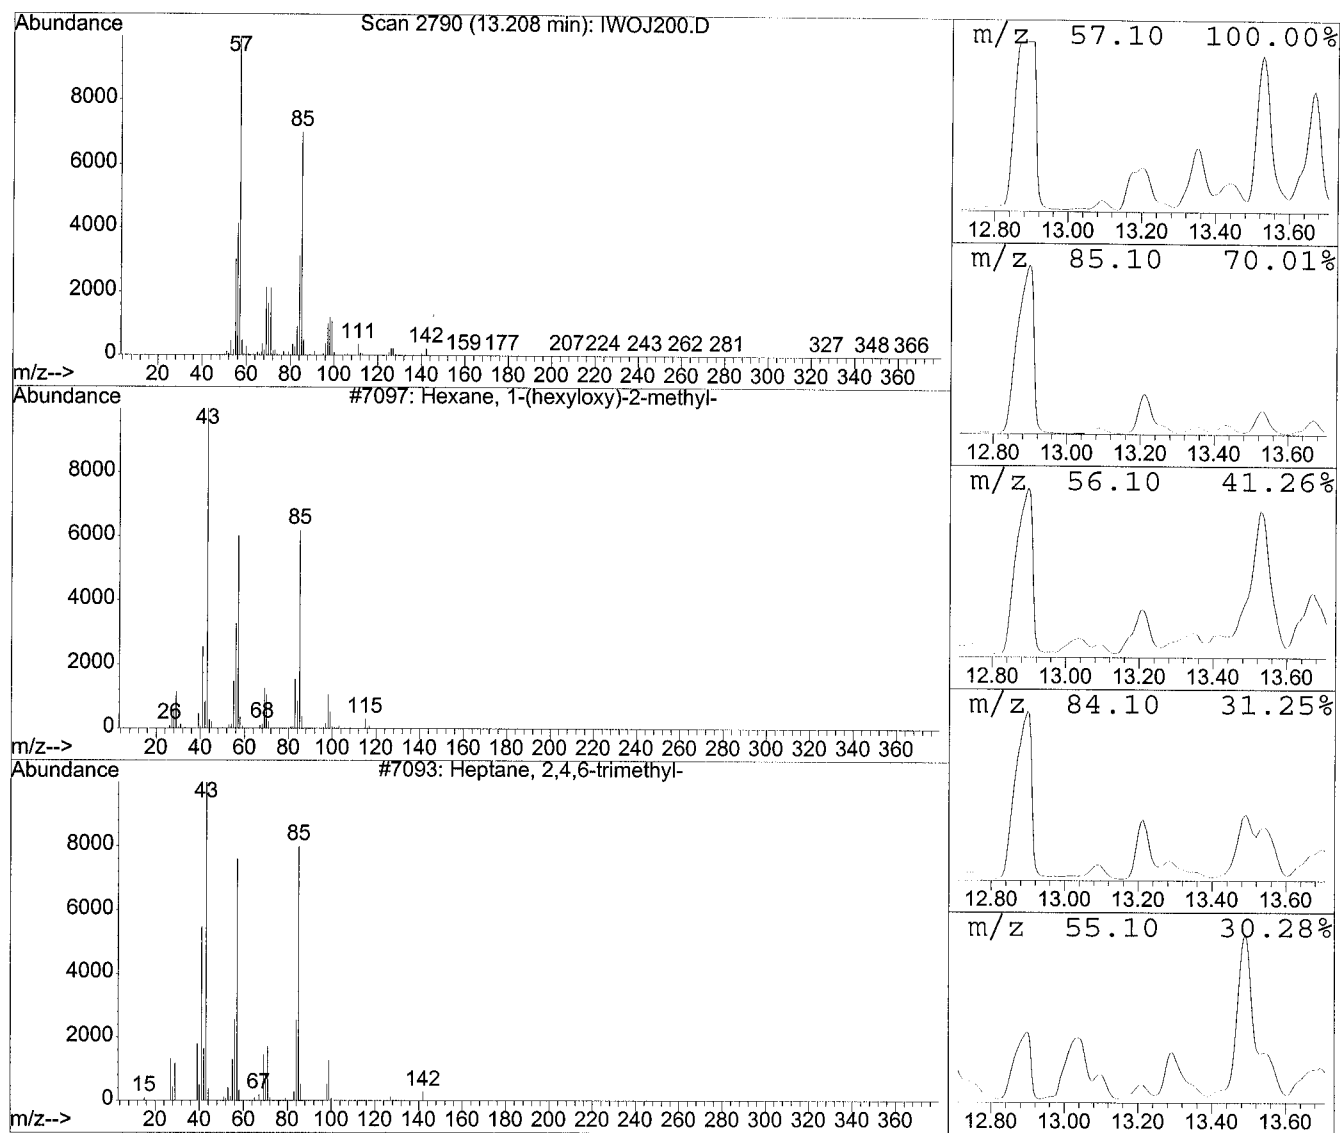 Abundance
Scan 2790 (13.208 min): IWOJ200.D
57
8000
85
6000
4000
2000
111
142 159 177 207 224 243 262 281 327 348 366
0
m/z--> 20 40 60 80 100 120 140 160 180 200 220 240 260 280 300 320 340 360
Abundance
#7097: Hexane, 1-(hexyloxy)-2-methyl-
43
8000
85
6000
4000
2000
26 68 115
0
m/z--> 20 40 60 80 100 120 140 160 180 200 220 240 260 280 300 320 340 360
Abundance
#7093: Heptane, 2,4,6-trimethyl-
43
85
8000
6000
4000
2000
15 67 142
0
m/z--> 20 40 60 80 100 120 140 160 180 200 220 240 260 280 300 320 340 360
m/z 57.10 100.00%
12.80 13.00 13.20 13.40 13.60
m/z 85.10 70.01%
12.80 13.00 13.20 13.40 13.60
m/z 56.10 41.26%
12.80 13.00 13.20 13.40 13.60
m/z 84.10 31.25%
12.80 13.00 13.20 13.40 13.60
m/z 55.10 30.28%
12.80 13.00 13.20 13.40 13.60